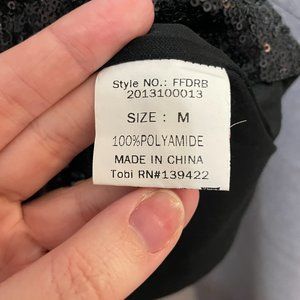 Style NO.: FFDRB
2013100013
SIZE : M
100%POLYAMIDE
MADE IN CHINA
Tobi RN#139422